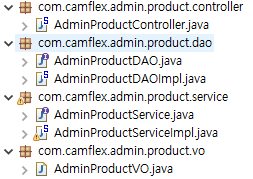 com.camflex.admin.product.controller
AdminProductController.java
com.camflex.admin.product.dao
AdminProductDAO.java
AdminProductDAOImpl.java
com.camflex.admin.product.service
AdminProductService.java
AdminProductServiceImpl.java
com.camflex.admin.product.vo
AdminProductVO.java